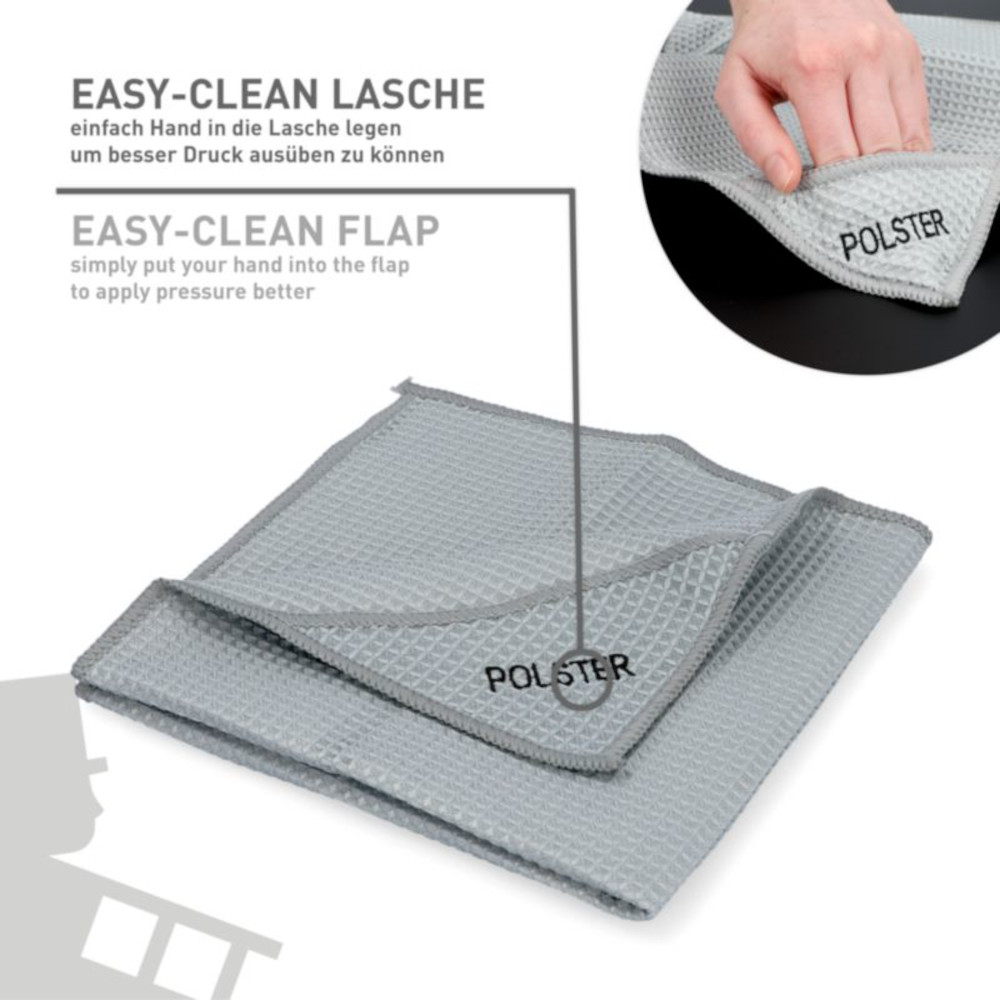 EASY-CLEAN LASCHE
einfach Hand in die Lasche legen
um besser Druck ausüben zu können
EASY-CLEAN FLAP
simply put your hand into the flap
to apply pressure better
POLSTER
POLSTER